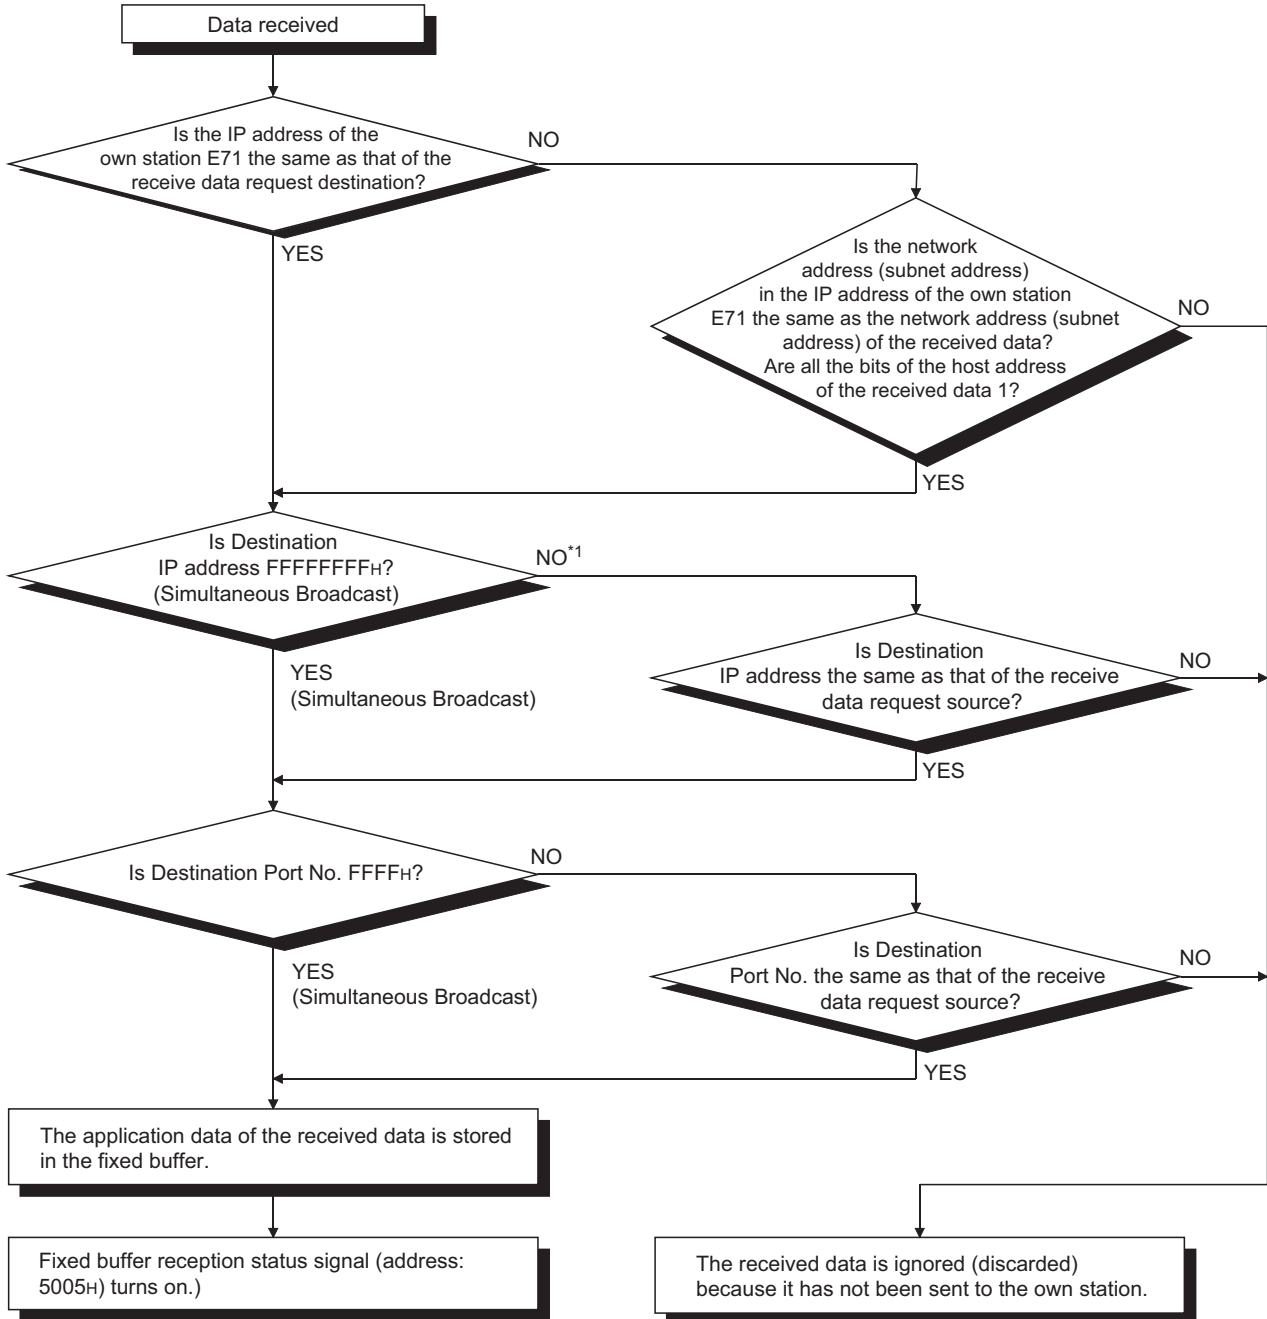 Data received
Is the IP address of the
own station E71 the same as that of the
receive data request destination?
NO
YES
Is the network
address (subnet address)
in the IP address of the own station
E71 the same as the network address (subnet
address) of the received data?
Are all the bits of the host address
of the received data 1?
NO
YES
Is Destination
IP address FFFFFFFFH?
(Simultaneous Broadcast)
NO*1
YES
(Simultaneous Broadcast)
Is Destination
IP address the same as that of the receive
data request source?
NO
YES
Is Destination Port No. FFFFH?
NO
YES
(Simultaneous Broadcast)
Is Destination
Port No. the same as that of the receive
data request source?
NO
YES
The application data of the received data is stored
in the fixed buffer.
Fixed buffer reception status signal (address:
5005H) turns on.)
The received data is ignored (discarded)
because it has not been sent to the own station.